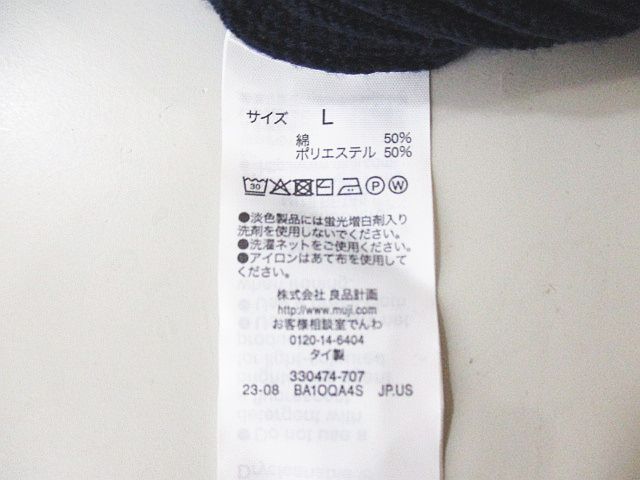 サイズ L
綿 50%
ポリエステル 50%
30 P W
●淡色製品には蛍光増白剤入り
洗剤を使用しないでください。
●洗濯ネットをご使用ください。
●アイロンはあて布を使用して
ください。
株式会社 良品計画
http://www.muji.com
お客様相談室でんわ
0120-14-6404
タイ製
330474-707
23-08 BA1OQA4S JP.US